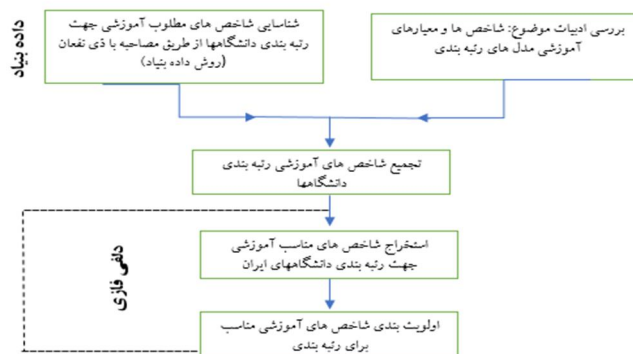 بررسی ادبیات موضوع: شاخص ها و معیارهای
آموزشی مدل های رتبه بندی
شناسایی شاخص های مطلوب آموزشی جهت
رتبه بندی دانشگاهها از طریق مصاحبه با ذی نفعان
(روش داده بنیاد)
داده بنیاد
تجمیع شاخص های آموزشی رتبه بندی
دانشگاهها
استخراج شاخص های مناسب آموزشی
جهت رتبه بندی دانشگاههای ایران
دلفی فازی
اولویت بندی شاخص های آموزشی مناسب
برای رتبه بندی